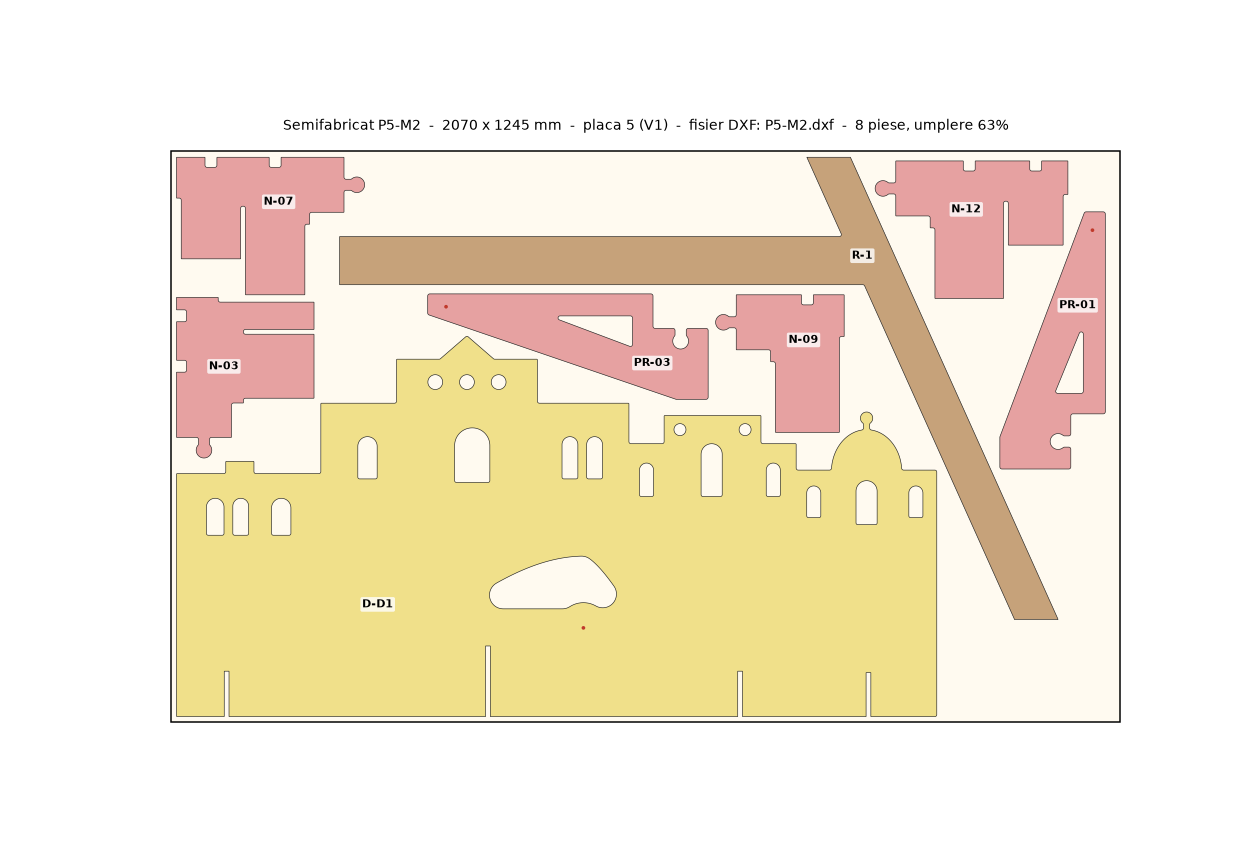 Semifabricat P5-M2 - 2070 x 1245 mm - placa 5 (V1) - fisier DXF: P5-M2.dxf - 8 piese, umplere 63%
N-07
N-12
R-1
PR-01
N-09
PR-03
N-03
D-D1